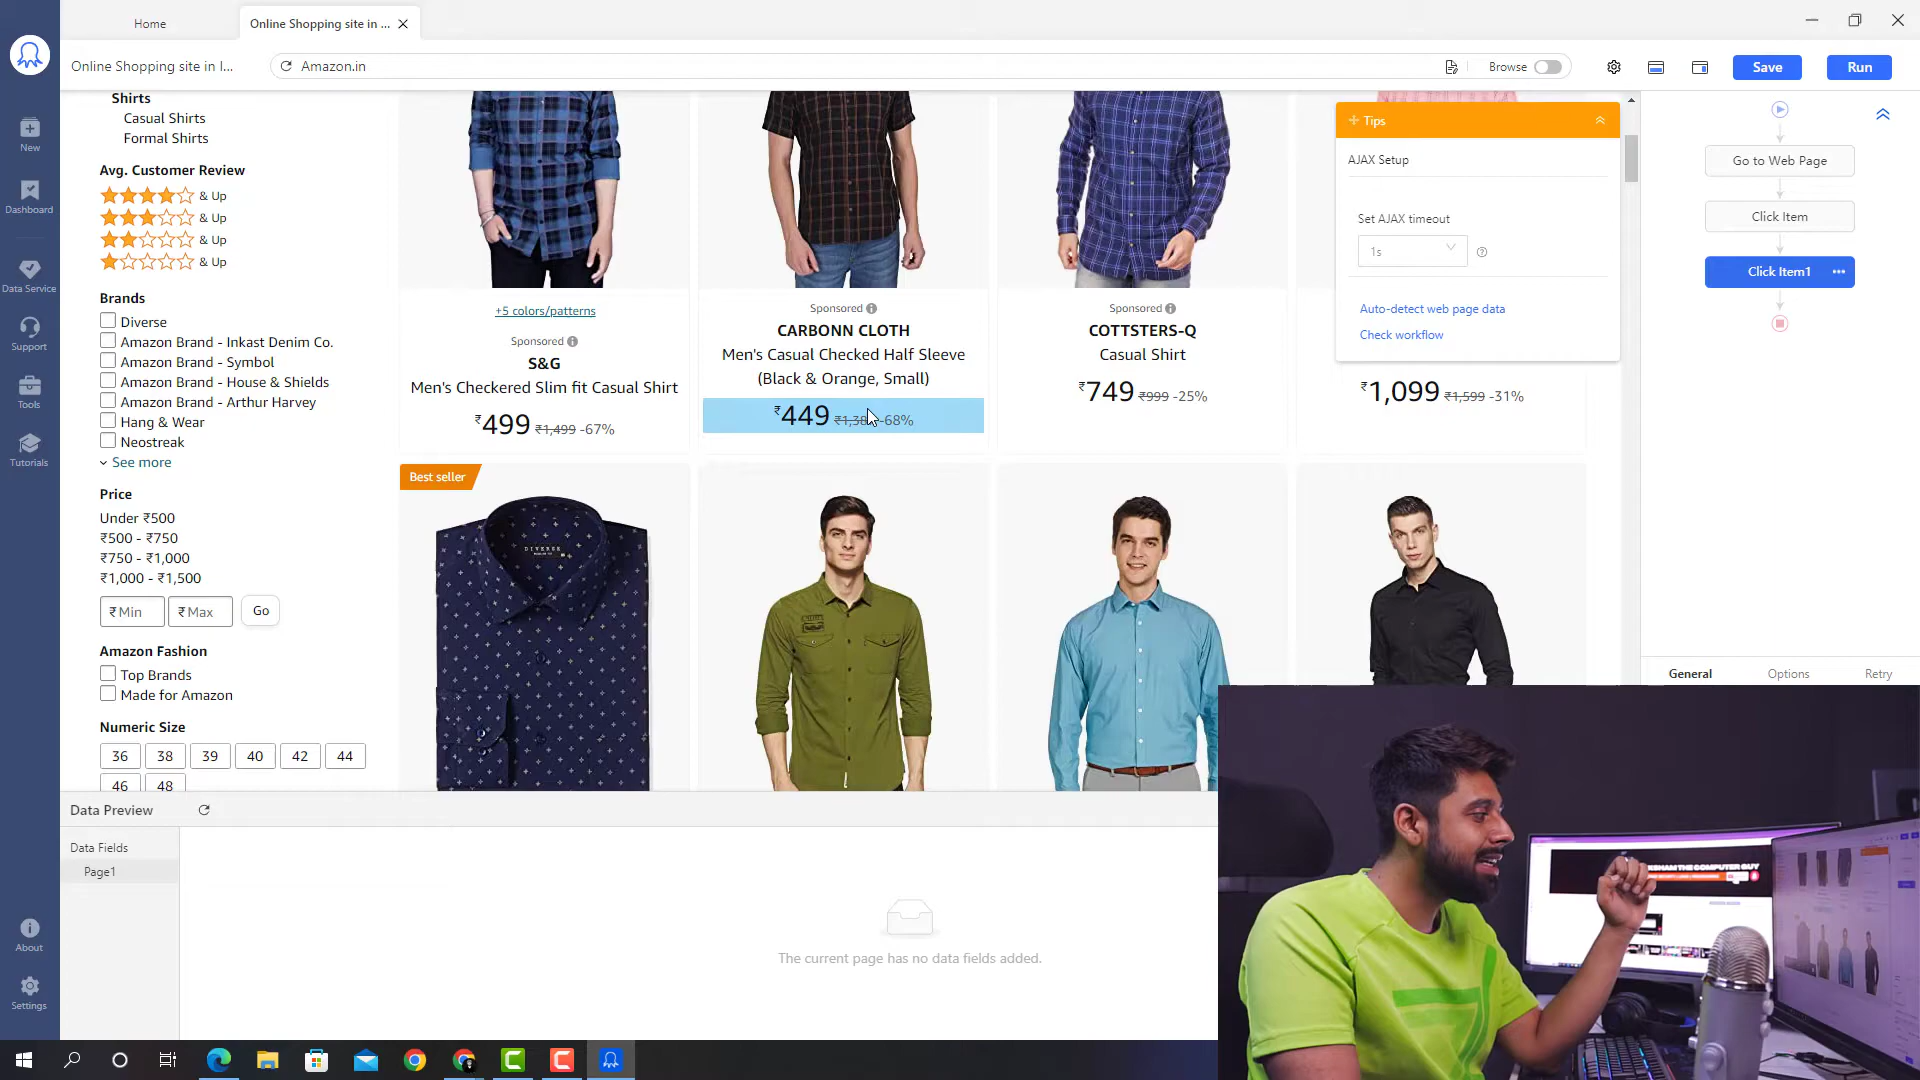 Home
Online Shopping site in ...
Online Shopping site in I...
Amazon.in
Browse
Save
Run
New
Dashboard
Data Service
Support
Tools
Tutorials
About
Settings
Shirts
Casual Shirts
Formal Shirts
Avg. Customer Review
& Up
& Up
& Up
& Up
Brands
Diverse
Amazon Brand - Inkast Denim Co.
Amazon Brand - Symbol
Amazon Brand - House & Shields
Amazon Brand - Arthur Harvey
Hang & Wear
Neostreak
See more
Price
Under ₹500
₹500 - ₹750
₹750 - ₹1,000
₹1,000 - ₹1,500
₹ Min
₹ Max
Go
Amazon Fashion
Top Brands
Made for Amazon
Numeric Size
36 38 39 40 42 44
46 48
+5 colors/patterns
Sponsored
S&G
Men's Checkered Slim fit Casual Shirt
₹499 ₹1,499 -67%
Sponsored
CARBONN CLOTH
Men's Casual Checked Half Sleeve
(Black & Orange, Small)
₹449 -68%
Sponsored
COTTSTERS-Q
Casual Shirt
₹749 ₹999 -25%
₹1,099 ₹1,599 -31%
Best seller
DIVERSE
Tips
AJAX Setup
Set AJAX timeout
1s
Auto-detect web page data
Check workflow
Go to Web Page
Click Item
Click Item1
General
Options
Retry
Data Preview
Data Fields
Page1
The current page has no data fields added.
THE COMPUTER GUY